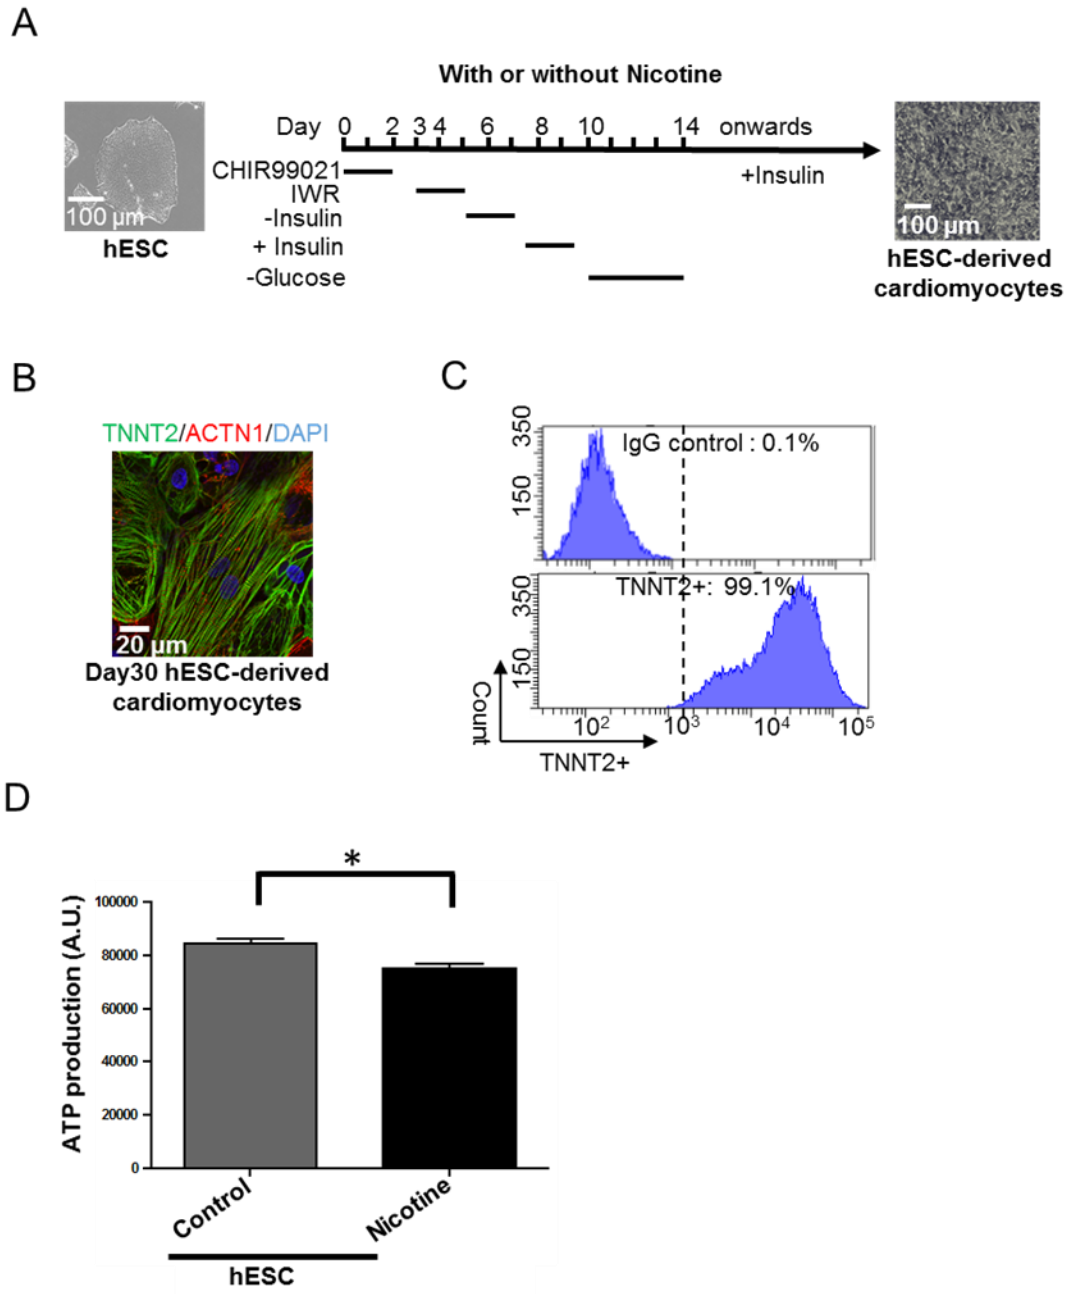 A
With or without Nicotine
Day 0 2 3 4 6 8 10 14 onwards
CHIR99021
+Insulin
IWR
-Insulin
+ Insulin
-Glucose
100 µm
hESC
100 µm
hESC-derived
cardiomyocytes
B
TNNT2/ACTN1/DAPI
20 µm
Day30 hESC-derived
cardiomyocytes
C
350
150
IgG control : 0.1%
350
150
TNNT2+: 99.1%
Count
10² 10³ 10⁴ 10⁵
TNNT2+
D
*
ATP production (A.U.)
100000
80000
60000
40000
20000
0
Control
Nicotine
hESC